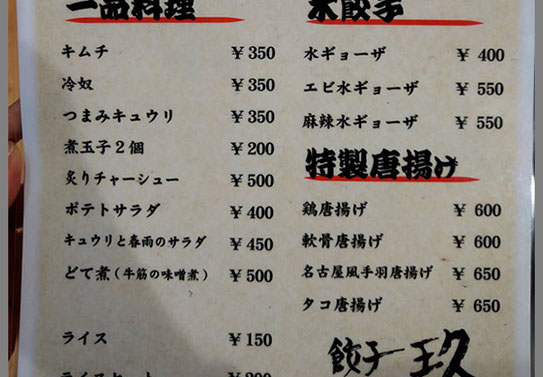 一品料理
キムチ ￥350
冷奴 ￥350
つまみキュウリ ￥350
煮玉子２個 ￥200
炙りチャーシュー ￥500
ポテトサラダ ￥400
キュウリと春雨のサラダ ￥450
どて煮（牛筋の味噌煮） ￥500
ライス ￥150
水餃子
水ギョーザ ￥400
エビ水ギョーザ ￥550
麻辣水ギョーザ ￥550
特製唐揚げ
鶏唐揚げ ￥600
軟骨唐揚げ ￥600
名古屋風手羽唐揚げ ￥650
タコ唐揚げ ￥650
餃子 玉久